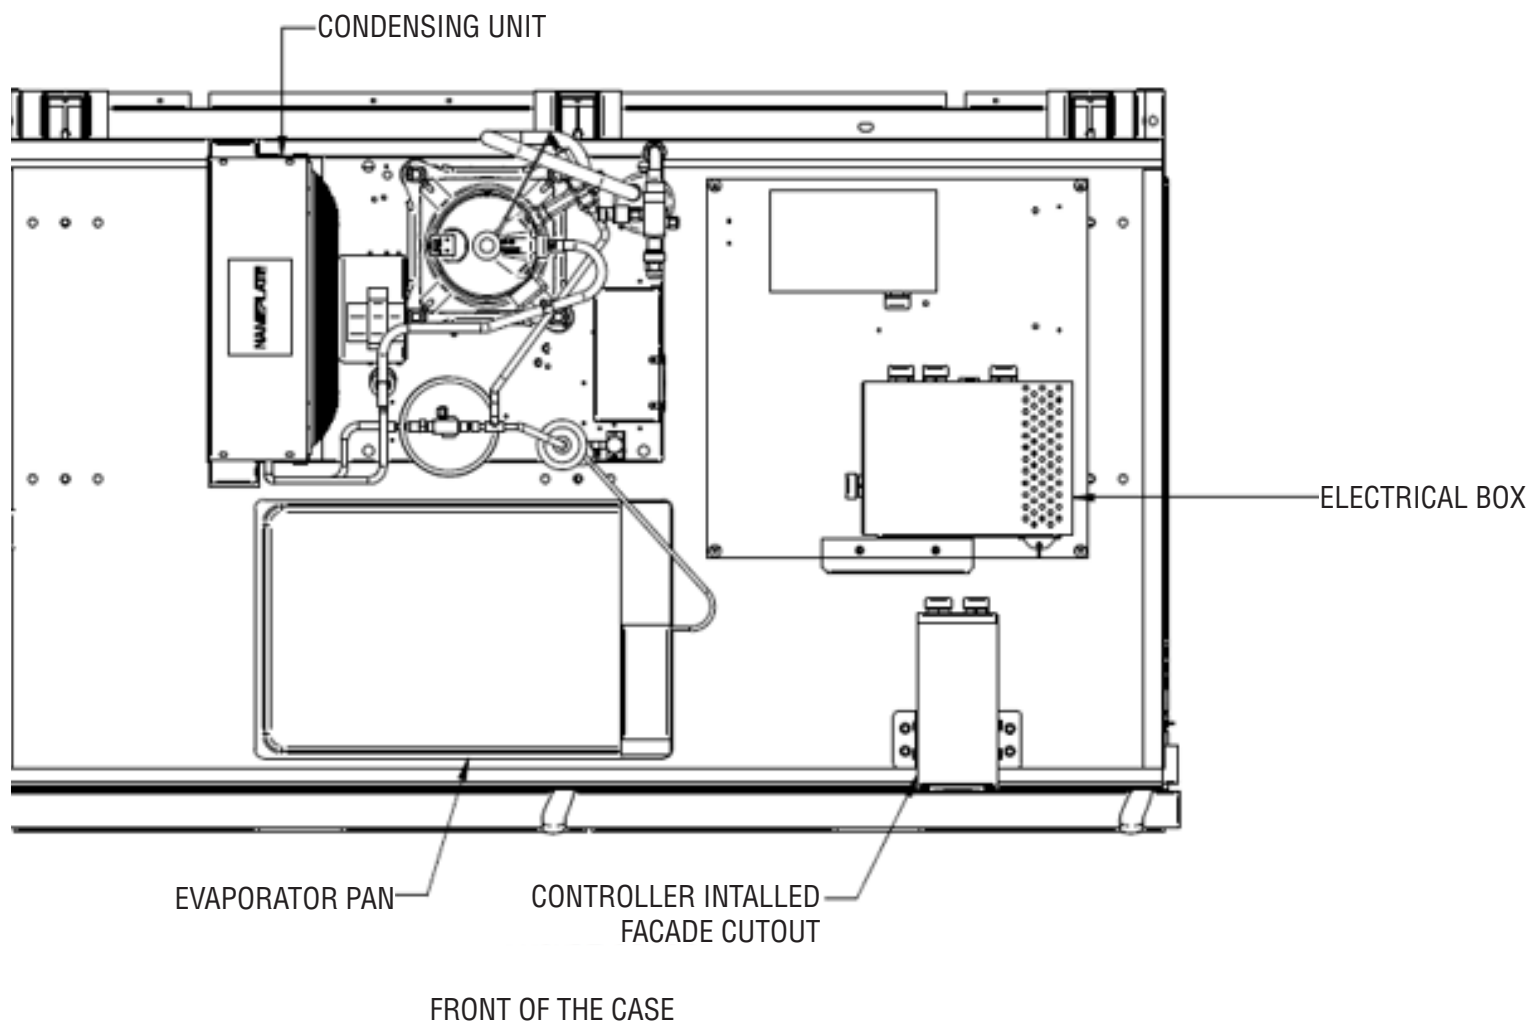 CONDENSING UNIT
NAMEPLATE
ELECTRICAL BOX
EVAPORATOR PAN
CONTROLLER INTALLED
FACADE CUTOUT
FRONT OF THE CASE